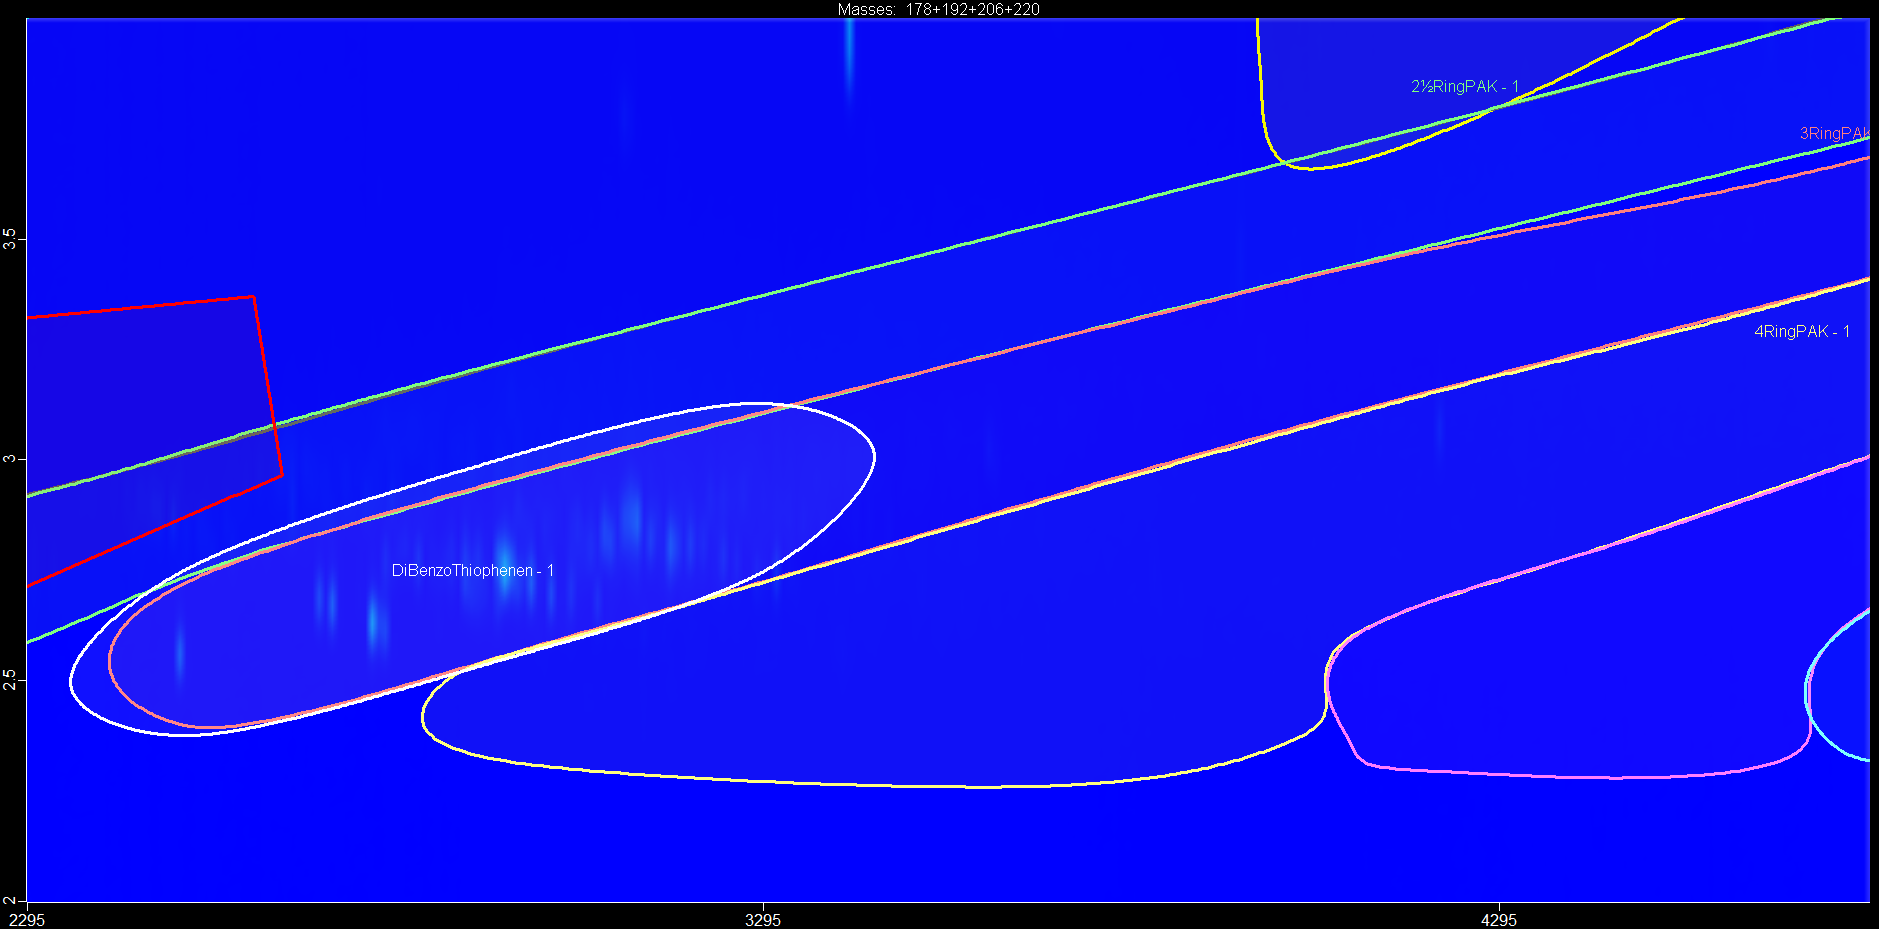 Masses: 178+192+206+220
2½RingPAK - 1
3RingPAK
3.5
4RingPAK - 1
3
DiBenzoThiophenen - 1
2.5
2
2295
3295
4295